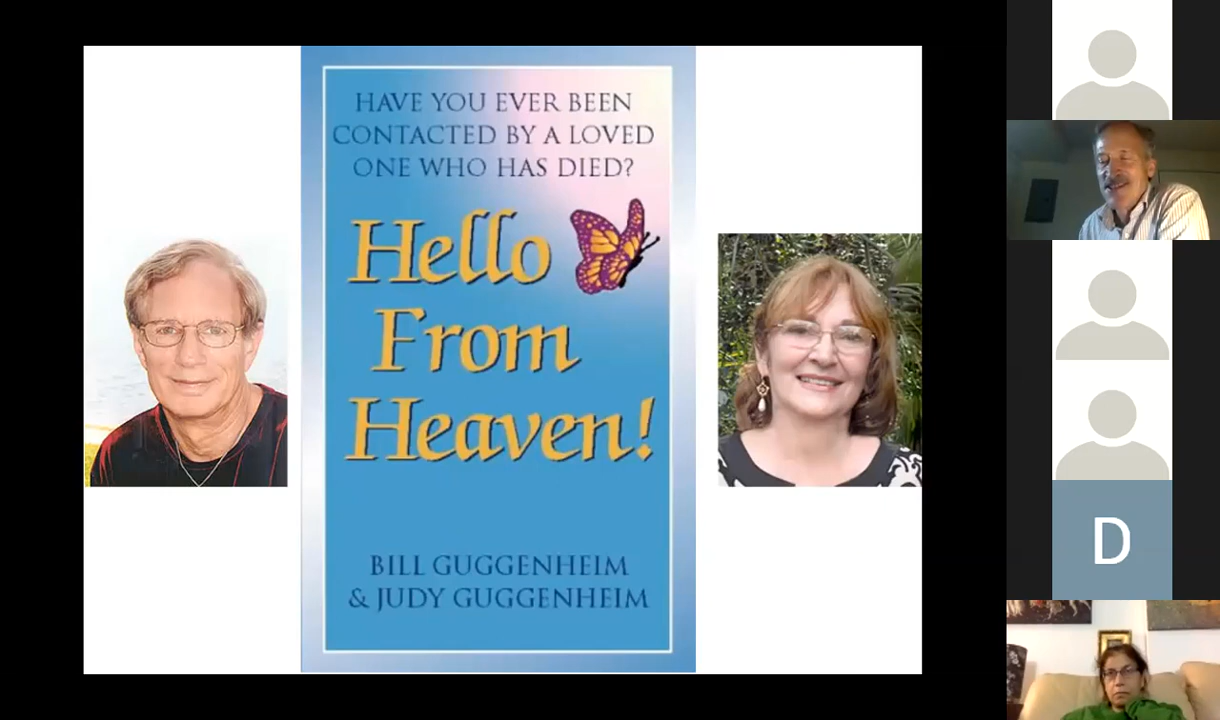 HAVE YOU EVER BEEN
CONTACTED BY A LOVED
ONE WHO HAS DIED?
Hello
From
Heaven!
BILL GUGGENHEIM
& JUDY GUGGENHEIM
D